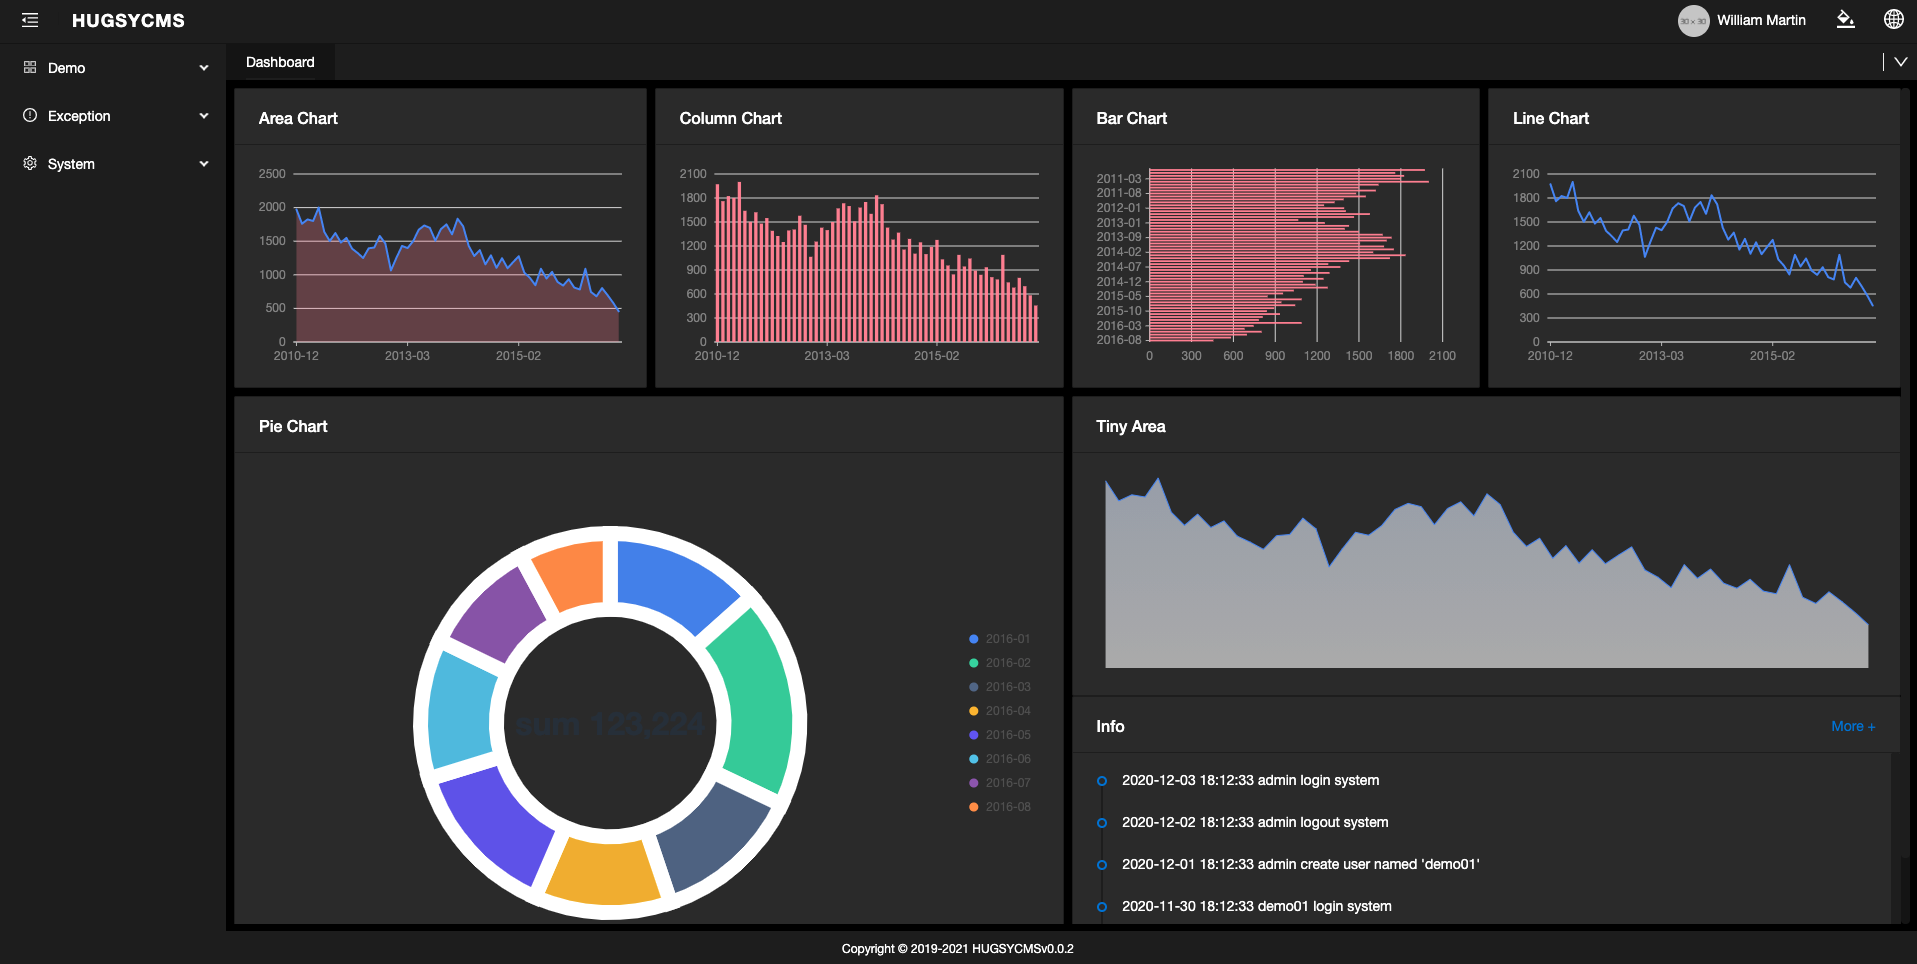 HUGSYCMS
30 × 30
William Martin
Demo
Exception
System
Dashboard
Area Chart
2500
2000
1500
1000
500
0
2010-12
2013-03
2015-02
Column Chart
2100
1800
1500
1200
900
600
300
0
2010-12
2013-03
2015-02
Bar Chart
2011-03
2011-08
2012-01
2013-01
2013-09
2014-02
2014-07
2014-12
2015-05
2015-10
2016-03
2016-08
0
300
600
900
1200
1500
1800
2100
Line Chart
2100
1800
1500
1200
900
600
300
0
2010-12
2013-03
2015-02
Pie Chart
sum 123,224
2016-01
2016-02
2016-03
2016-04
2016-05
2016-06
2016-07
2016-08
Tiny Area
Info
More +
2020-12-03 18:12:33 admin login system
2020-12-02 18:12:33 admin logout system
2020-12-01 18:12:33 admin create user named 'demo01'
2020-11-30 18:12:33 demo01 login system
Copyright © 2019-2021 HUGSYCMSv0.0.2